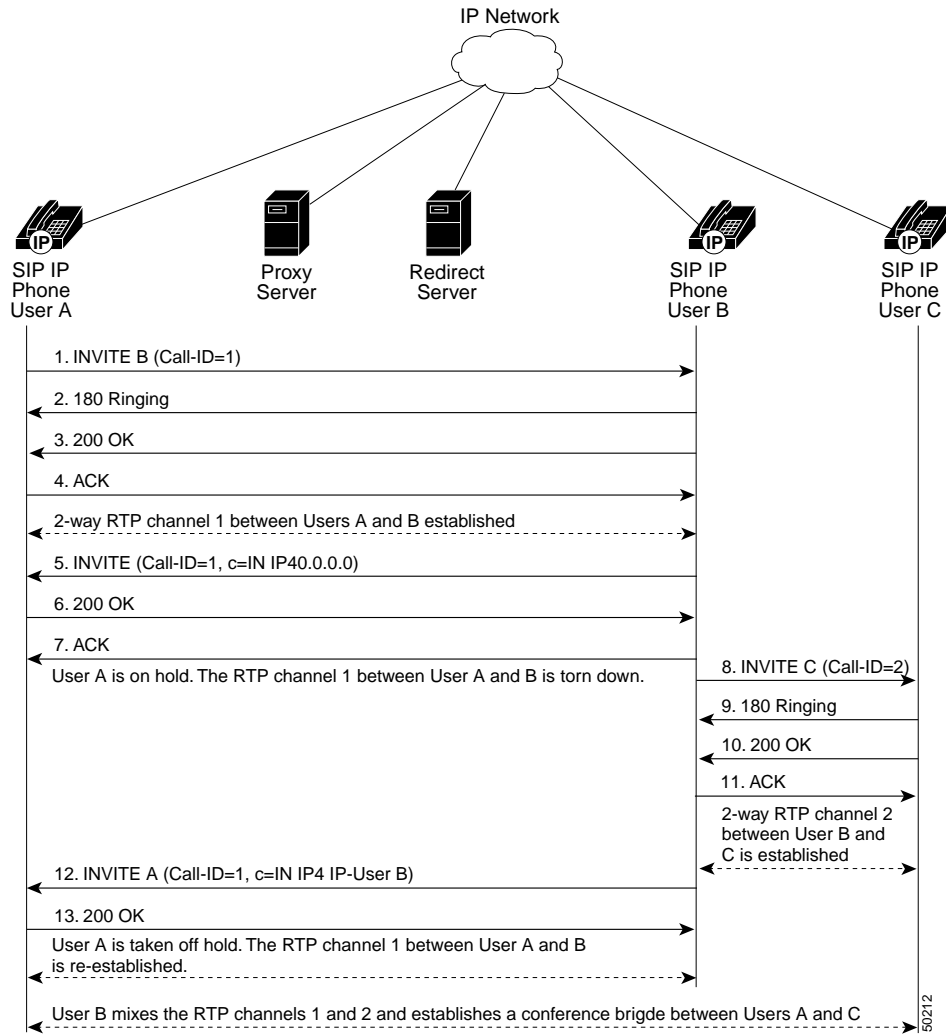 IP Network
IP
IP
IP
SIP IP
Phone
User A
Proxy
Server
Redirect
Server
SIP IP
Phone
User B
SIP IP
Phone
User C
1. INVITE B (Call-ID=1)
2. 180 Ringing
3. 200 OK
4. ACK
2-way RTP channel 1 between Users A and B established
5. INVITE (Call-ID=1, c=IN IP40.0.0.0)
6. 200 OK
7. ACK
User A is on hold. The RTP channel 1 between User A and B is torn down.
8. INVITE C (Call-ID=2)
9. 180 Ringing
10. 200 OK
11. ACK
2-way RTP channel 2
between User B and
C is established
12. INVITE A (Call-ID=1, c=IN IP4 IP-User B)
13. 200 OK
User A is taken off hold. The RTP channel 1 between User A and B
is re-established.
User B mixes the RTP channels 1 and 2 and establishes a conference brigde between Users A and C
50212